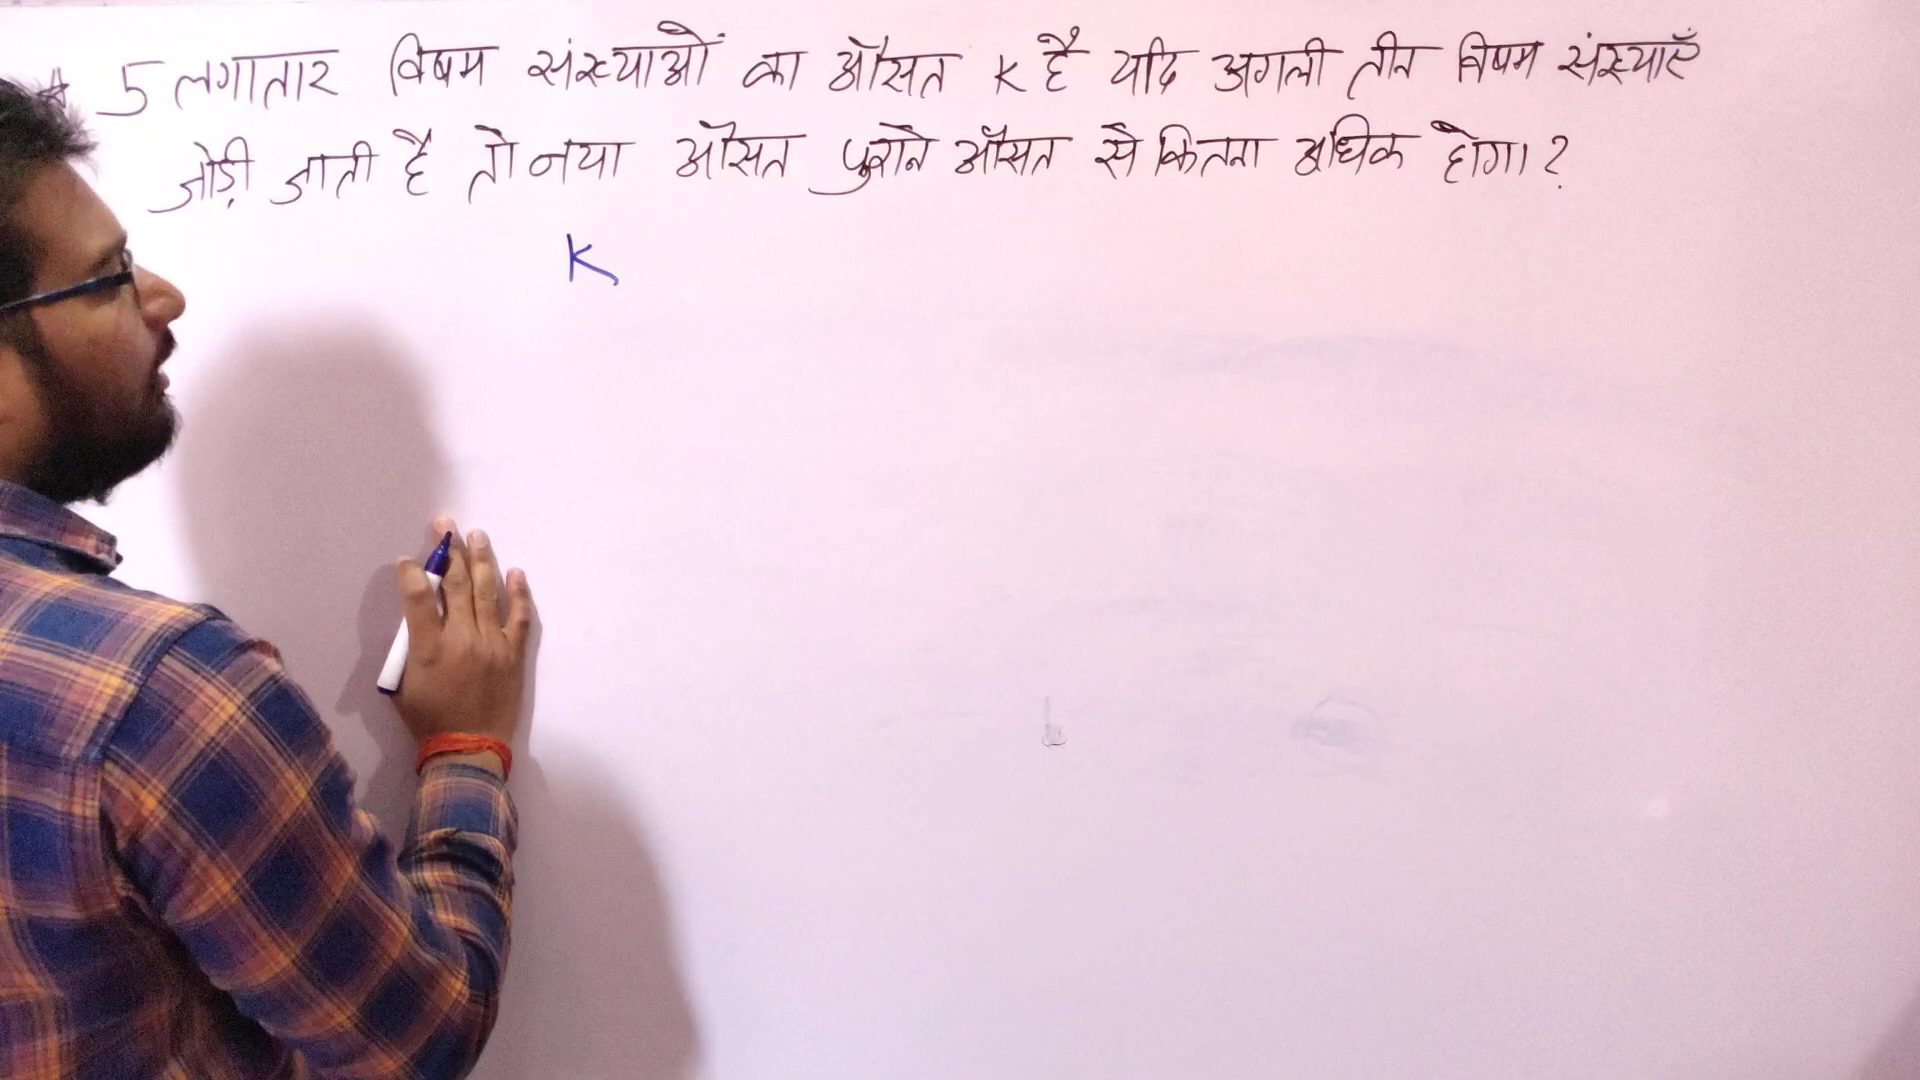 * 5 लगातार विषम संख्याओं का औसत K है यदि अगली तीन विषम संख्याएँ
जोड़ी जाती है तो नया औसत पुराने औसत से कितना अधिक होगा ?
K